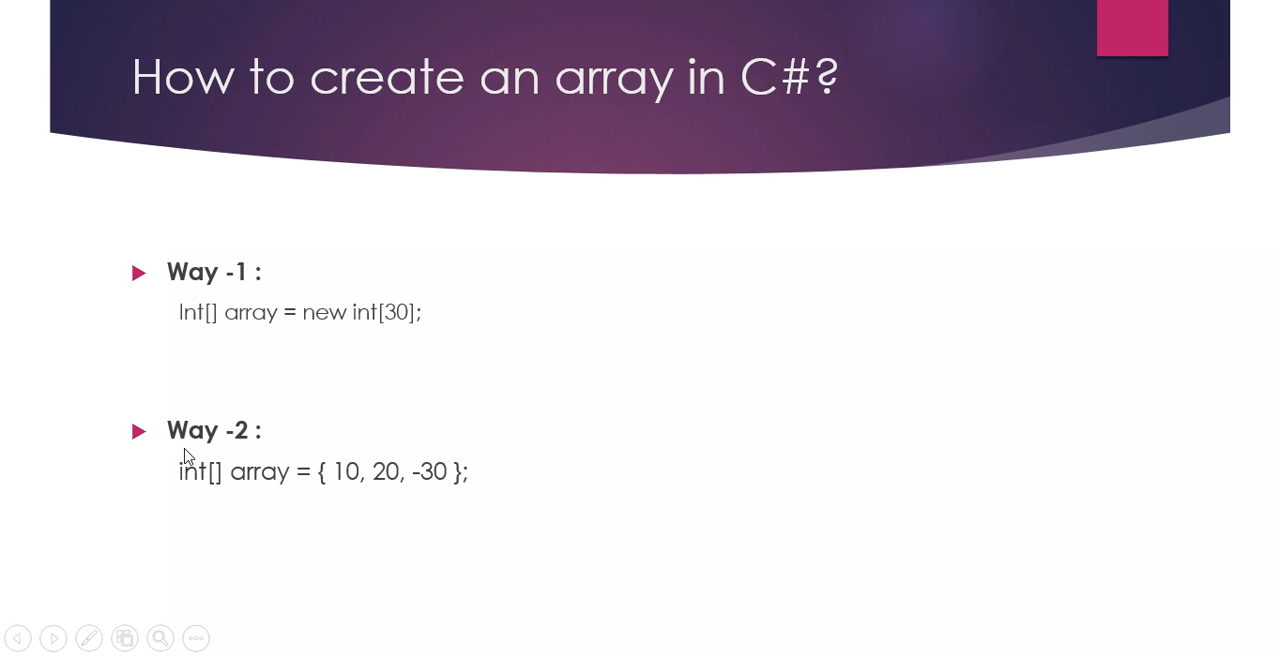 How to create an array in C#?
Way -1 :
Int[] array = new int[30];
Way -2 :
int[] array = { 10, 20, -30 };